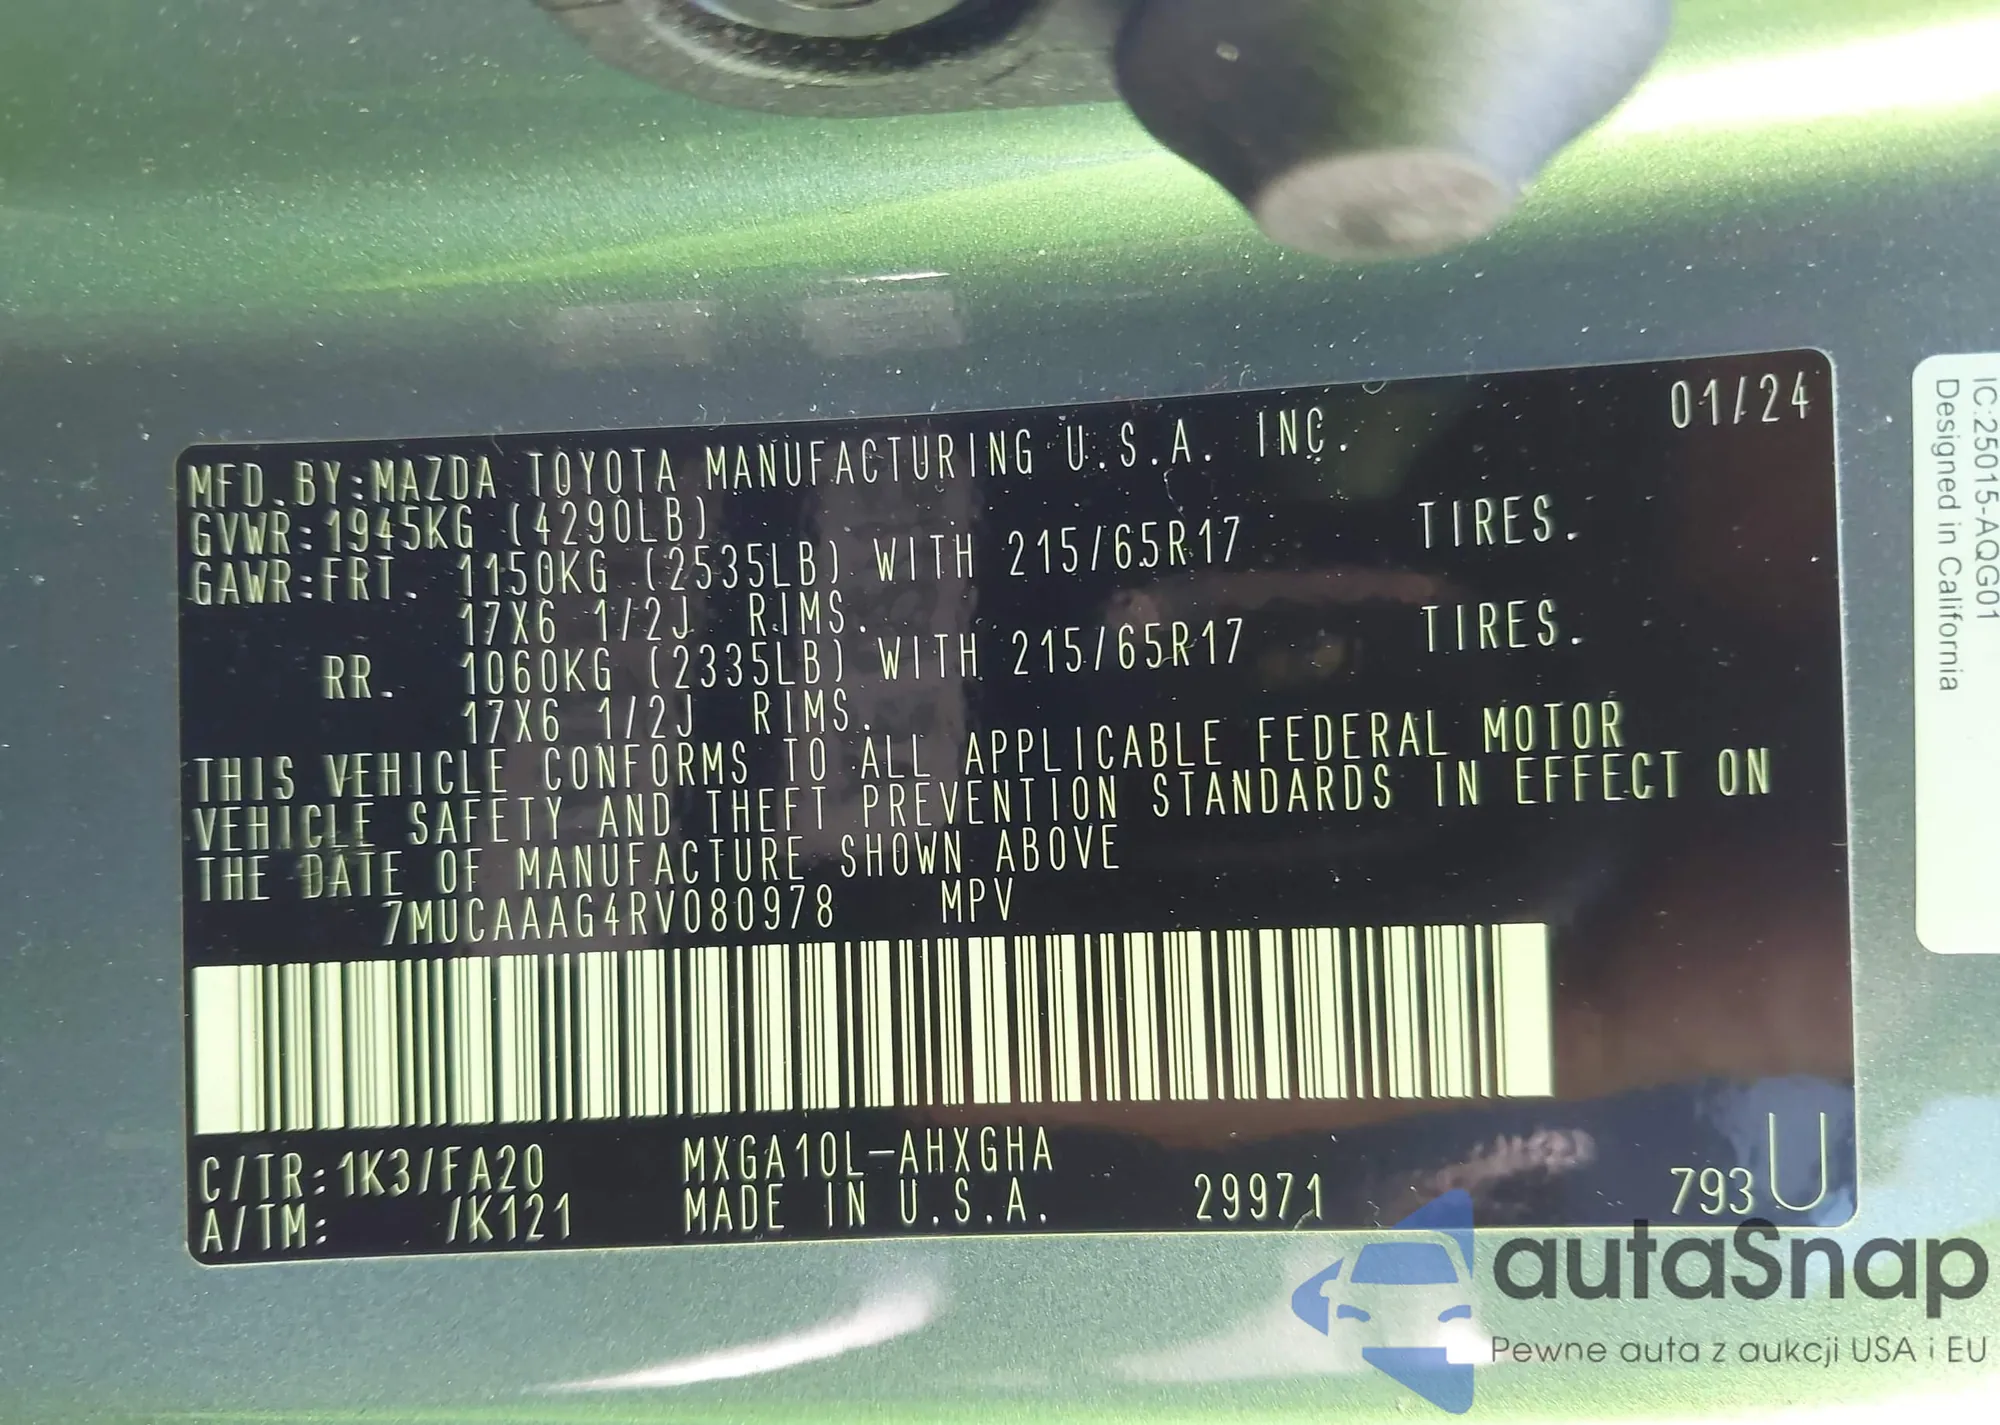 01/24
MFD.BY:MAZDA TOYOTA MANUFACTURING U.S.A. INC.
GVWR:1945KG (4290LB)
GAWR:FRT. 1150KG (2535LB) WITH 215/65R17 TIRES.
17X6 1/2J RIMS.
RR. 1060KG (2335LB) WITH 215/65R17 TIRES.
17X6 1/2J RIMS.
THIS VEHICLE CONFORMS TO ALL APPLICABLE FEDERAL MOTOR
VEHICLE SAFETY AND THEFT PREVENTION STANDARDS IN EFFECT ON
THE DATE OF MANUFACTURE SHOWN ABOVE
7MUCAAAG4RV080978 MPV
C/TR:1K3/FA20 MXGA10L-AHXGHA
A/TM: /K121 MADE IN U.S.A. 29971 793U
IC:25015-AQG01
Designed in California
autaSnap
Pewne auta z aukcji USA i EU